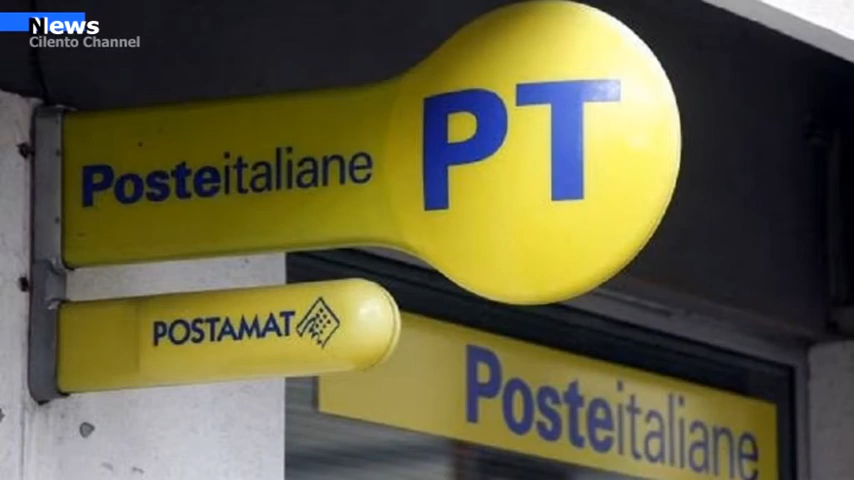 News
Cilento Channel
Posteitaliane
PT
POSTAMAT
Posteitaliane